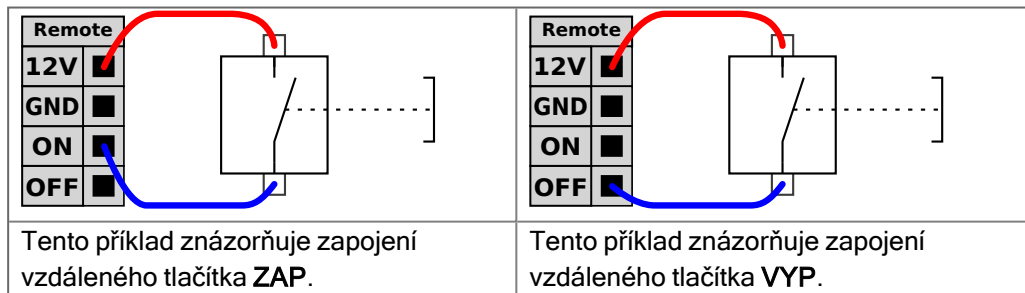 Remote
12V
GND
ON
OFF
Tento příklad znázorňuje zapojení
vzdáleného tlačítka ZAP.
Remote
12V
GND
ON
OFF
Tento příklad znázorňuje zapojení
vzdáleného tlačítka VYP.